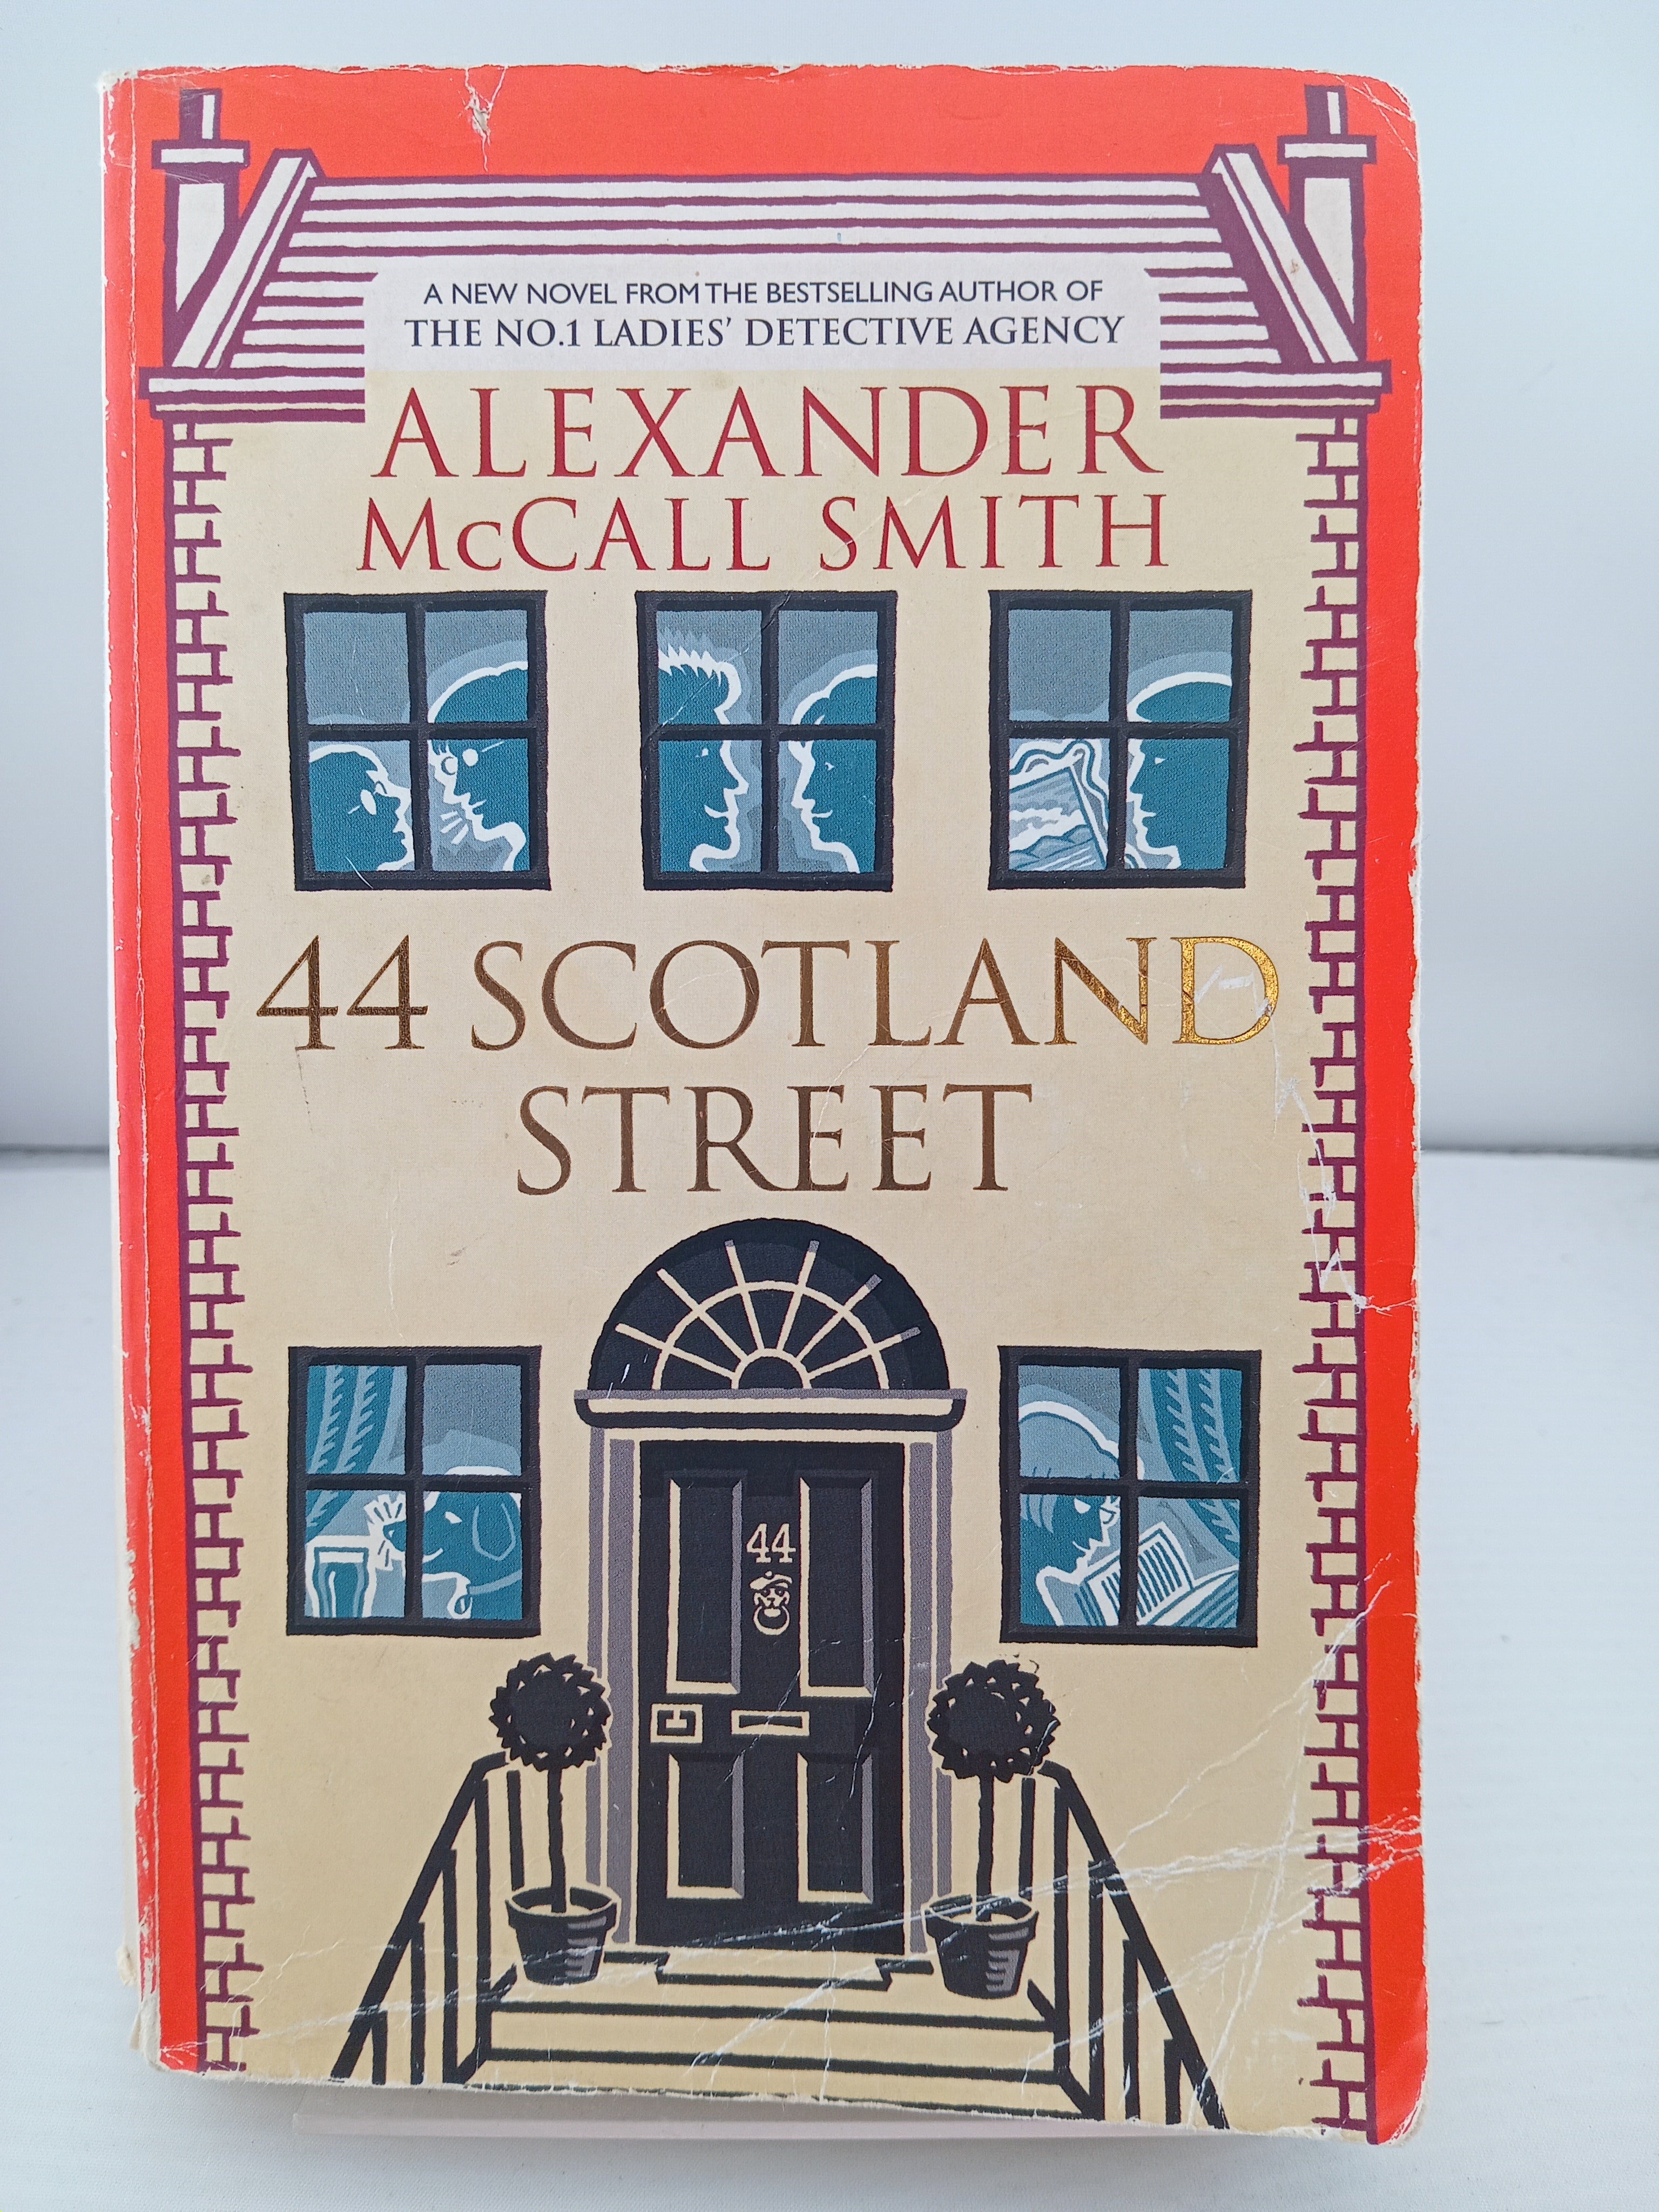 A NEW NOVEL FROM THE BESTSELLING AUTHOR OF
THE NO.1 LADIES' DETECTIVE AGENCY
ALEXANDER
McCALL SMITH
44 SCOTLAND
STREET
44